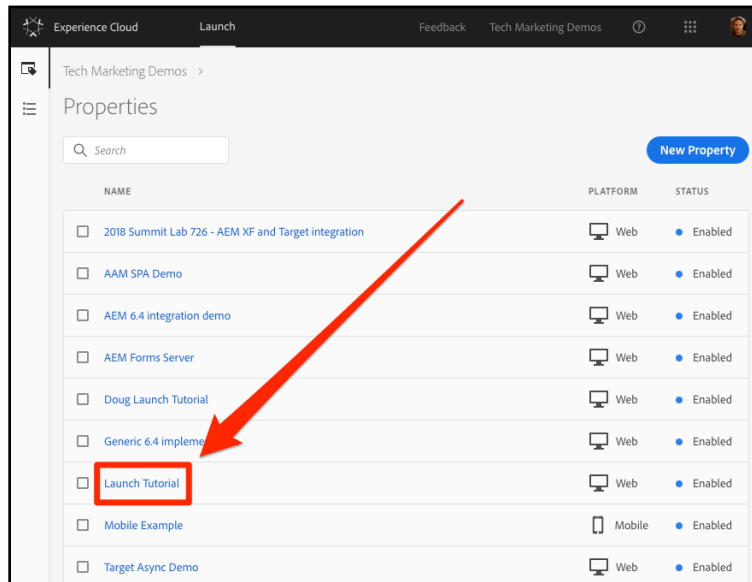 Experience Cloud Launch Feedback Tech Marketing Demos
Tech Marketing Demos >
Properties
Search
New Property
NAME PLATFORM STATUS
2018 Summit Lab 726 - AEM XF and Target integration Web Enabled
AAM SPA Demo Web Enabled
AEM 6.4 integration demo Web Enabled
AEM Forms Server Web Enabled
Doug Launch Tutorial Web Enabled
Generic 6.4 impleme Web Enabled
Launch Tutorial Web Enabled
Mobile Example Mobile Enabled
Target Async Demo Web Enabled